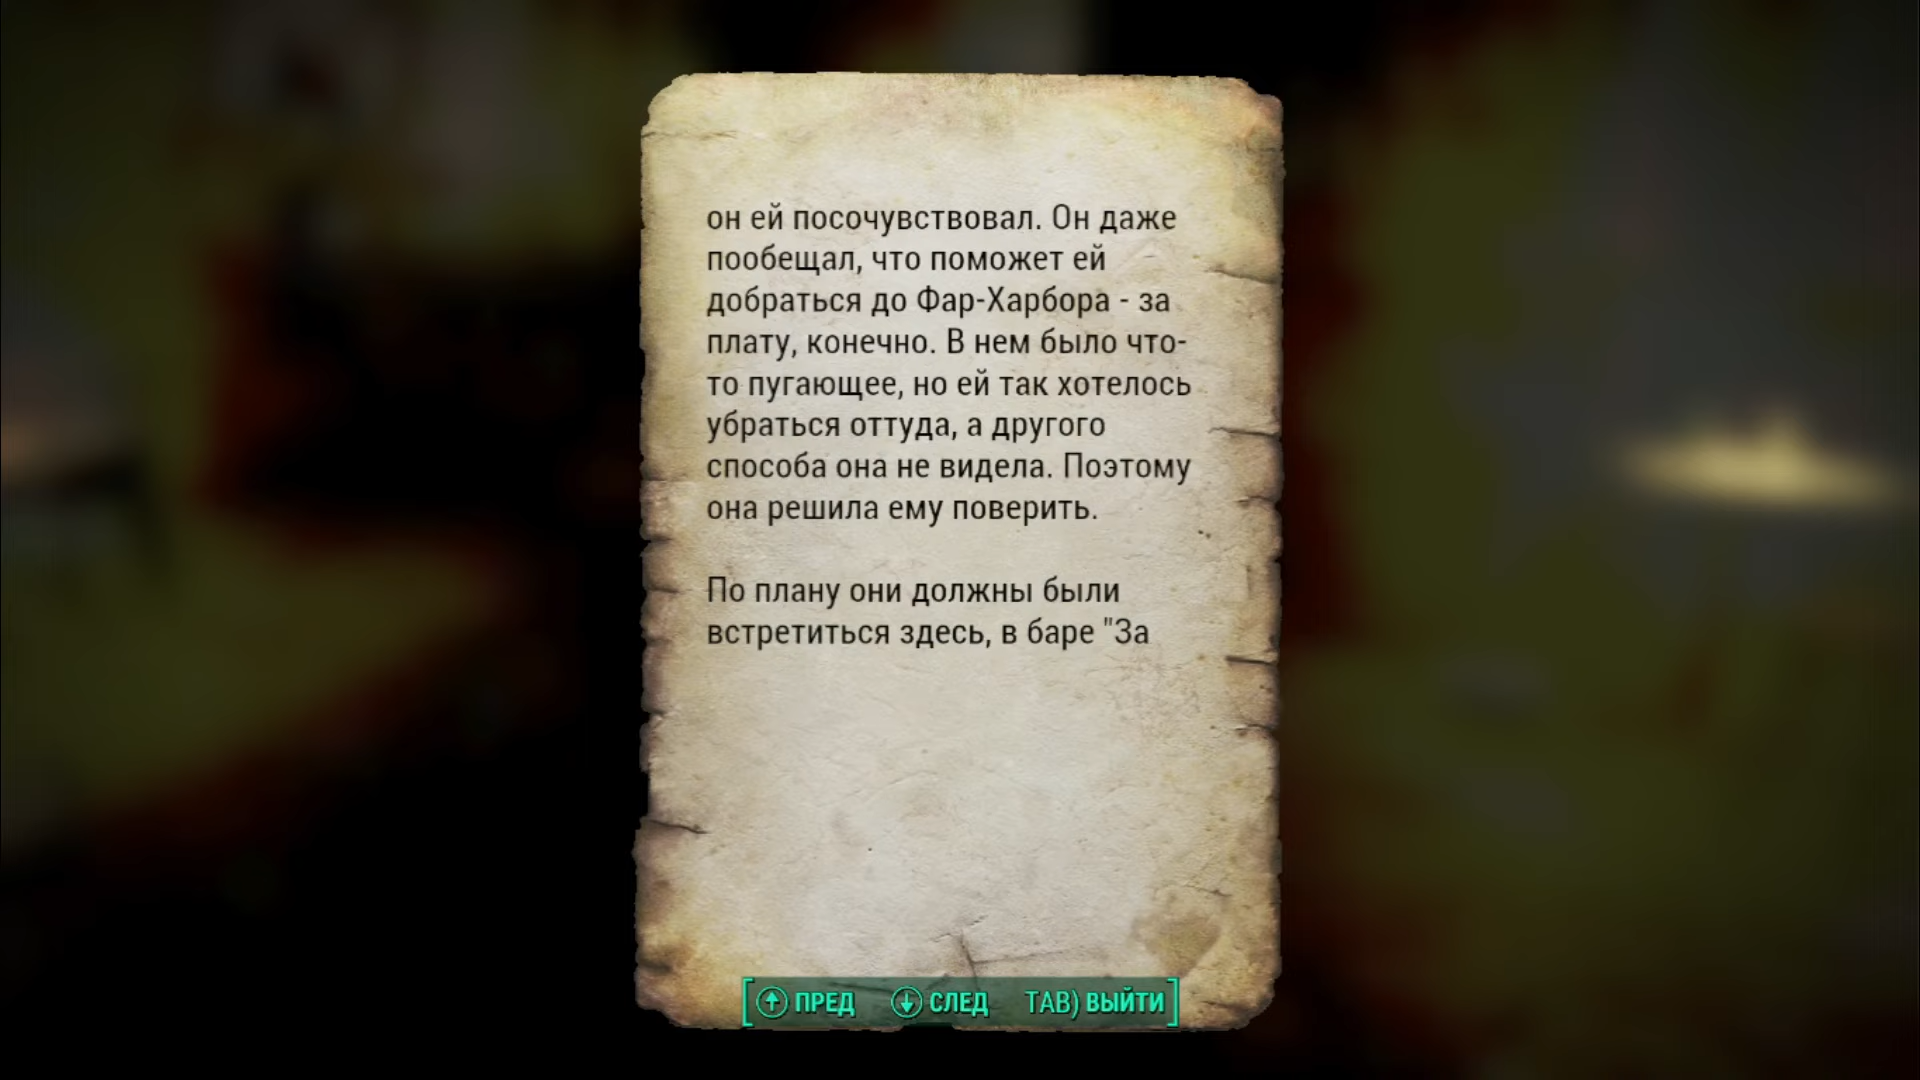 он ей посочувствовал. Он даже
пообещал, что поможет ей
добраться до Фар-Харбора - за
плату, конечно. В нем было что-
то пугающее, но ей так хотелось
убраться оттуда, а другого
способа она не видела. Поэтому
она решила ему поверить.
По плану они должны были
встретиться здесь, в баре "За
ПРЕД СЛЕД TAB) ВЫЙТИ